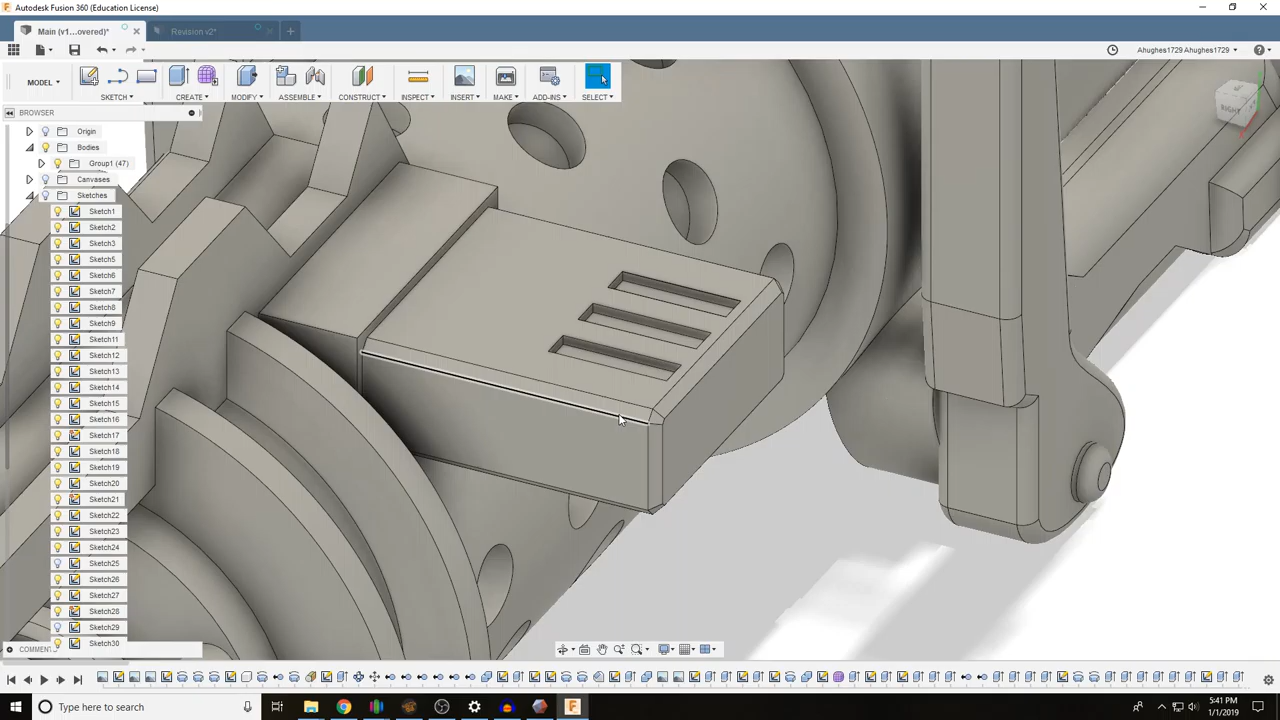 Autodesk Fusion 360 (Education License)
Main (v1...overed)*
Revision v2*
Ahughes1729 Ahughes1729
MODEL
SKETCH
CREATE
MODIFY
ASSEMBLE
CONSTRUCT
INSPECT
INSERT
MAKE
ADD-INS
SELECT
BROWSER
Origin
Bodies
Group1 (47)
Canvases
Sketches
Sketch1
Sketch2
Sketch3
Sketch5
Sketch6
Sketch7
Sketch8
Sketch9
Sketch11
Sketch12
Sketch13
Sketch14
Sketch15
Sketch16
Sketch17
Sketch18
Sketch19
Sketch20
Sketch21
Sketch22
Sketch23
Sketch24
Sketch25
Sketch26
Sketch27
Sketch28
Sketch29
Sketch30
COMMENT
RIGHT
Type here to search
5:41 PM
1/1/2019